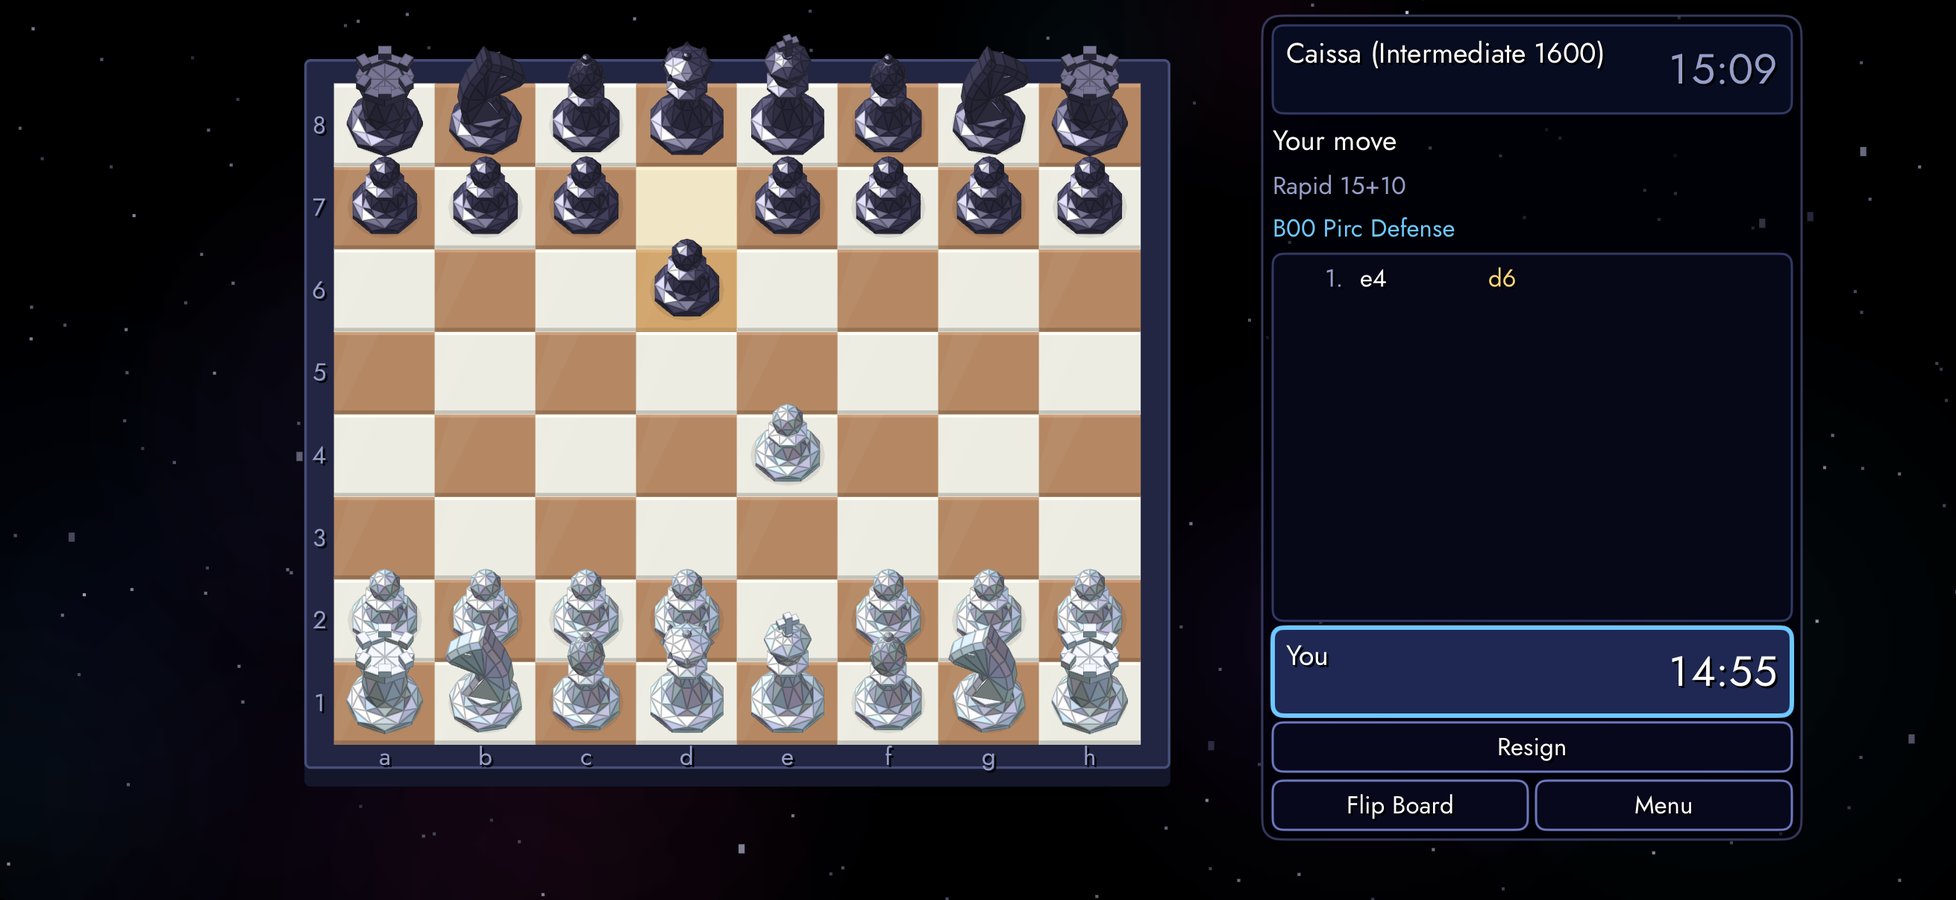 8
7
6
5
4
3
2
1
a b c d e f g h
Caissa (Intermediate 1600) 15:09
Your move
Rapid 15+10
B00 Pirc Defense
1. e4 d6
You 14:55
Resign
Flip Board Menu